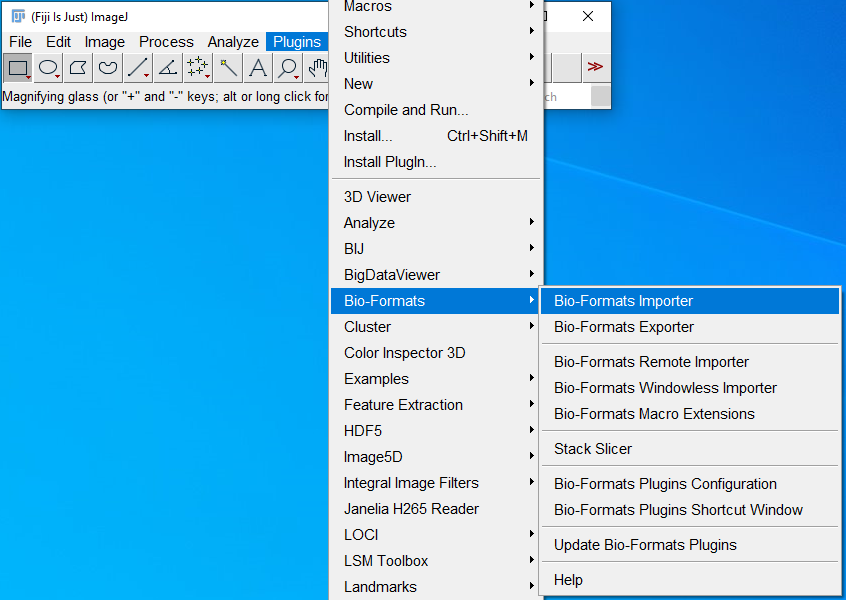 (Fiji Is Just) ImageJ
File Edit Image Process Analyze Plugins
Magnifying glass (or "+" and "-" keys; alt or long click for
ch
Macros
Shortcuts
Utilities
New
Compile and Run...
Install... Ctrl+Shift+M
Install PlugIn...
3D Viewer
Analyze
BIJ
BigDataViewer
Bio-Formats
Cluster
Color Inspector 3D
Examples
Feature Extraction
HDF5
Image5D
Integral Image Filters
Janelia H265 Reader
LOCI
LSM Toolbox
Landmarks
Bio-Formats Importer
Bio-Formats Exporter
Bio-Formats Remote Importer
Bio-Formats Windowless Importer
Bio-Formats Macro Extensions
Stack Slicer
Bio-Formats Plugins Configuration
Bio-Formats Plugins Shortcut Window
Update Bio-Formats Plugins
Help